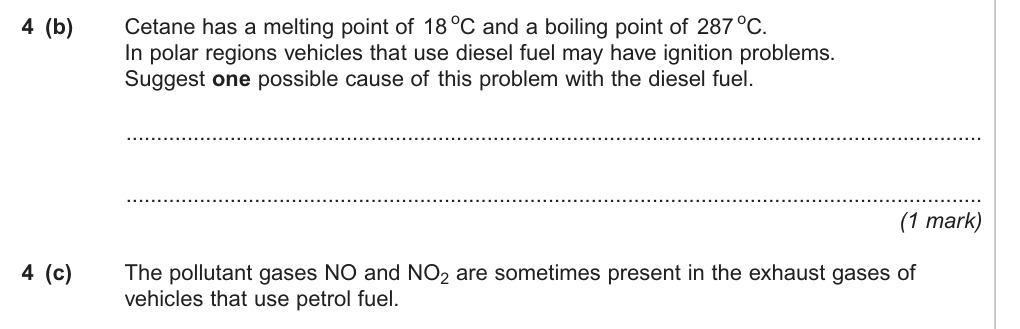 4 (b) Cetane has a melting point of 18 °C and a boiling point of 287 °C.
In polar regions vehicles that use diesel fuel may have ignition problems.
Suggest one possible cause of this problem with the diesel fuel.
(1 mark)
4 (c) The pollutant gases NO and NO₂ are sometimes present in the exhaust gases of
vehicles that use petrol fuel.